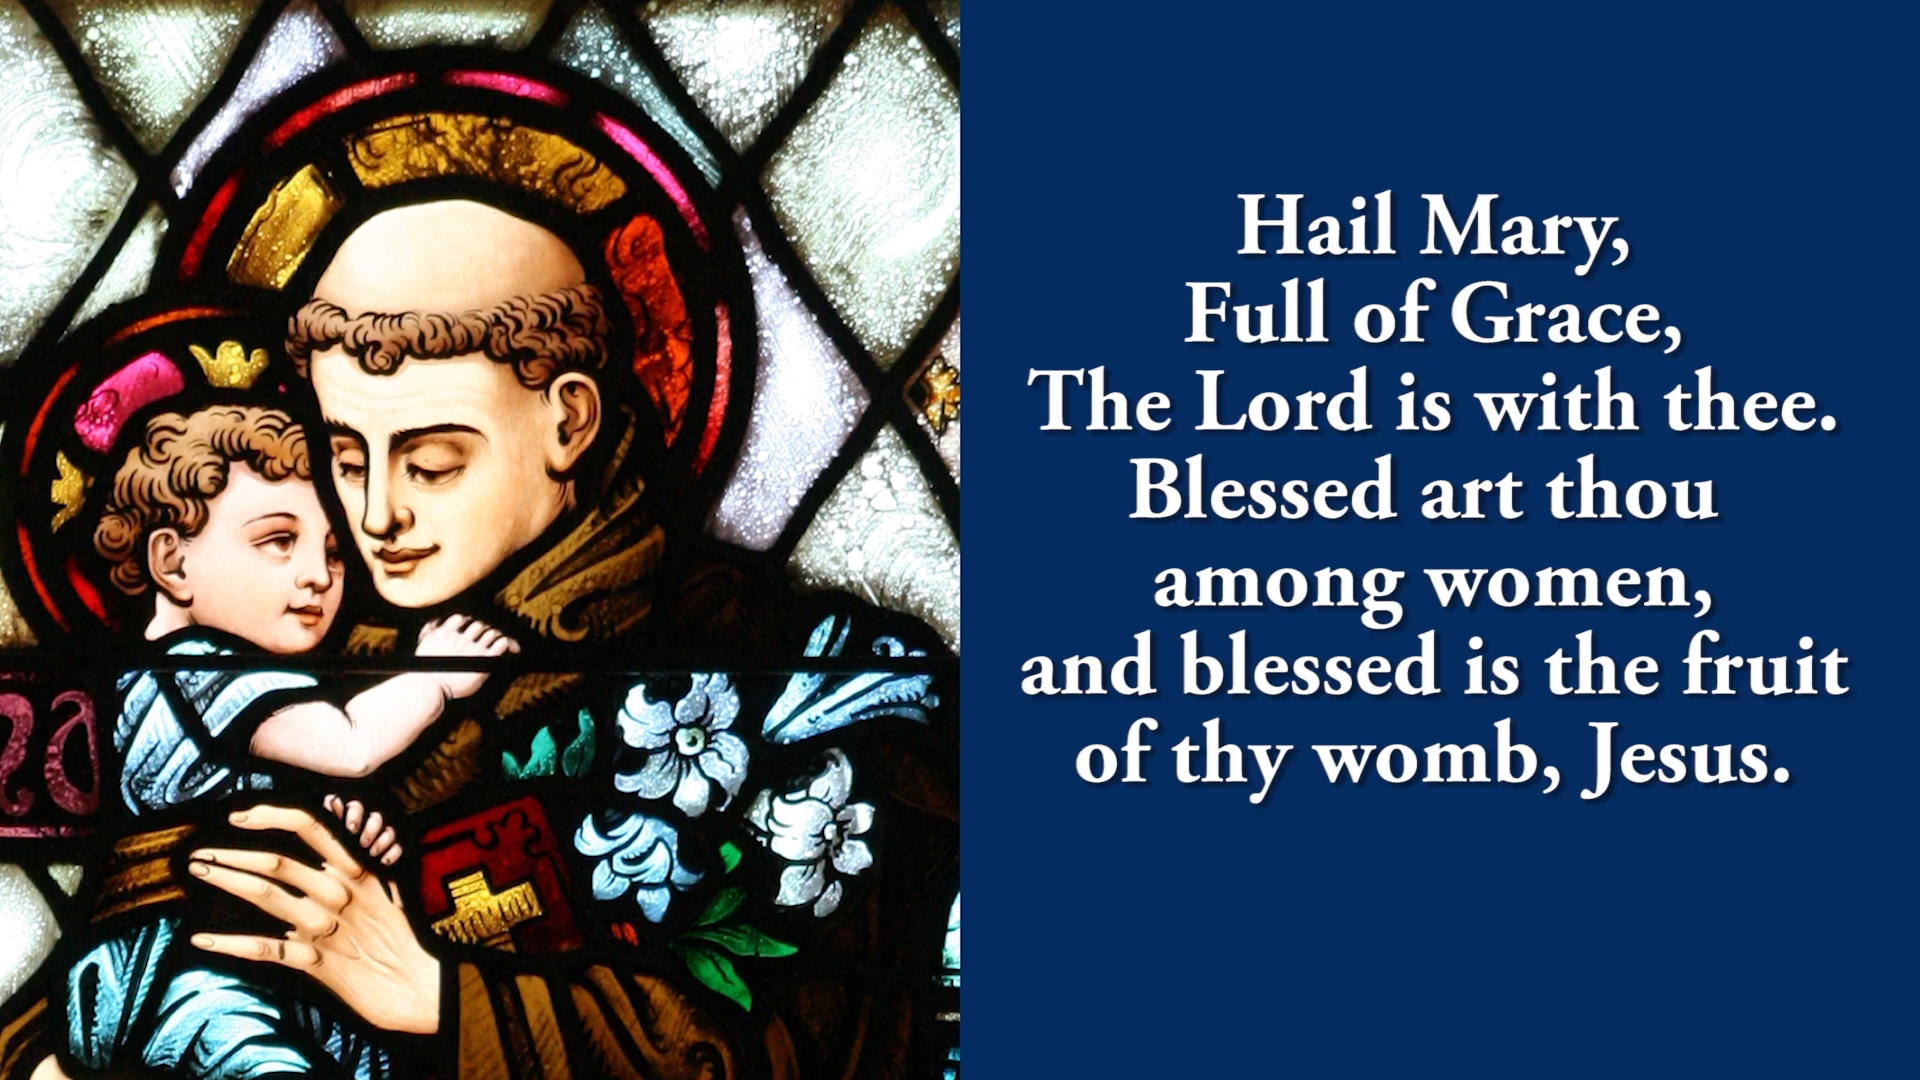 Hail Mary,
Full of Grace,
The Lord is with thee.
Blessed art thou
among women,
and blessed is the fruit
of thy womb, Jesus.